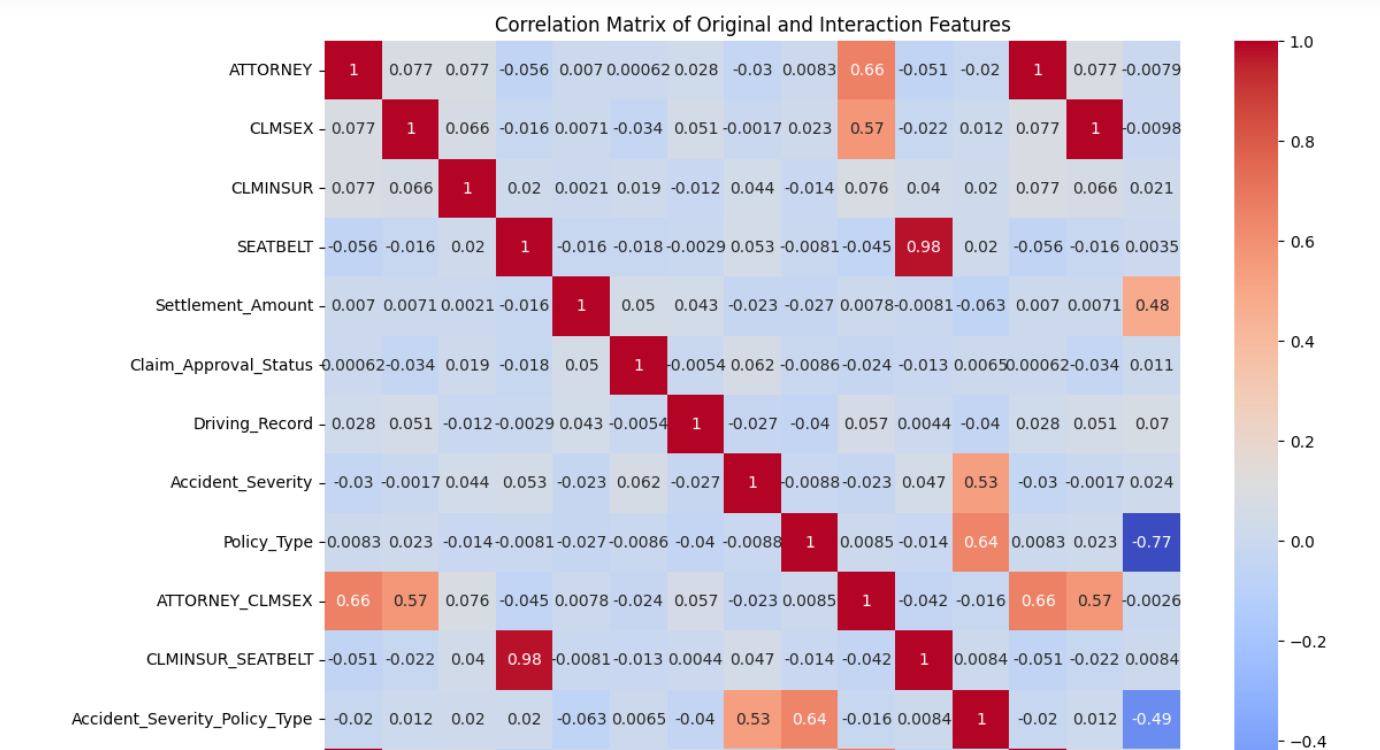 Correlation Matrix of Original and Interaction Features
ATTORNEY 1 0.077 0.077 -0.056 0.007 0.00062 0.028 -0.03 0.0083 0.66 -0.051 -0.02 1 0.077 -0.0079
CLMSEX 0.077 1 0.066 -0.016 0.0071 -0.034 0.051 -0.0017 0.023 0.57 -0.022 0.012 0.077 1 -0.0098
CLMINSUR 0.077 0.066 1 0.02 0.0021 0.019 -0.012 0.044 -0.014 0.076 0.04 0.02 0.077 0.066 0.021
SEATBELT -0.056 -0.016 0.02 1 -0.016 -0.018 -0.0029 0.053 -0.0081 -0.045 0.98 0.02 -0.056 -0.016 0.0035
Settlement_Amount 0.007 0.0071 0.0021 -0.016 1 0.05 0.043 -0.023 -0.027 0.0078 -0.0081 -0.063 0.007 0.0071 0.48
Claim_Approval_Status 0.00062 -0.034 0.019 -0.018 0.05 1 -0.0054 0.062 -0.0086 -0.024 -0.013 0.0065 0.00062 -0.034 0.011
Driving_Record 0.028 0.051 -0.012 -0.0029 0.043 -0.0054 1 -0.027 -0.04 0.057 0.0044 -0.04 0.028 0.051 0.07
Accident_Severity -0.03 -0.0017 0.044 0.053 -0.023 0.062 -0.027 1 -0.0088 -0.023 0.047 0.53 -0.03 -0.0017 0.024
Policy_Type 0.0083 0.023 -0.014 -0.0081 -0.027 -0.0086 -0.04 -0.0088 1 0.0085 -0.014 0.64 0.0083 0.023 -0.77
ATTORNEY_CLMSEX 0.66 0.57 0.076 -0.045 0.0078 -0.024 0.057 -0.023 0.0085 1 -0.042 -0.016 0.66 0.57 -0.0026
CLMINSUR_SEATBELT -0.051 -0.022 0.04 0.98 -0.0081 -0.013 0.0044 0.047 -0.014 -0.042 1 0.0084 -0.051 -0.022 0.0084
Accident_Severity_Policy_Type -0.02 0.012 0.02 0.02 -0.063 0.0065 -0.04 0.53 0.64 -0.016 0.0084 1 -0.02 0.012 -0.49
1.0
0.8
0.6
0.4
0.2
0.0
−0.2
−0.4